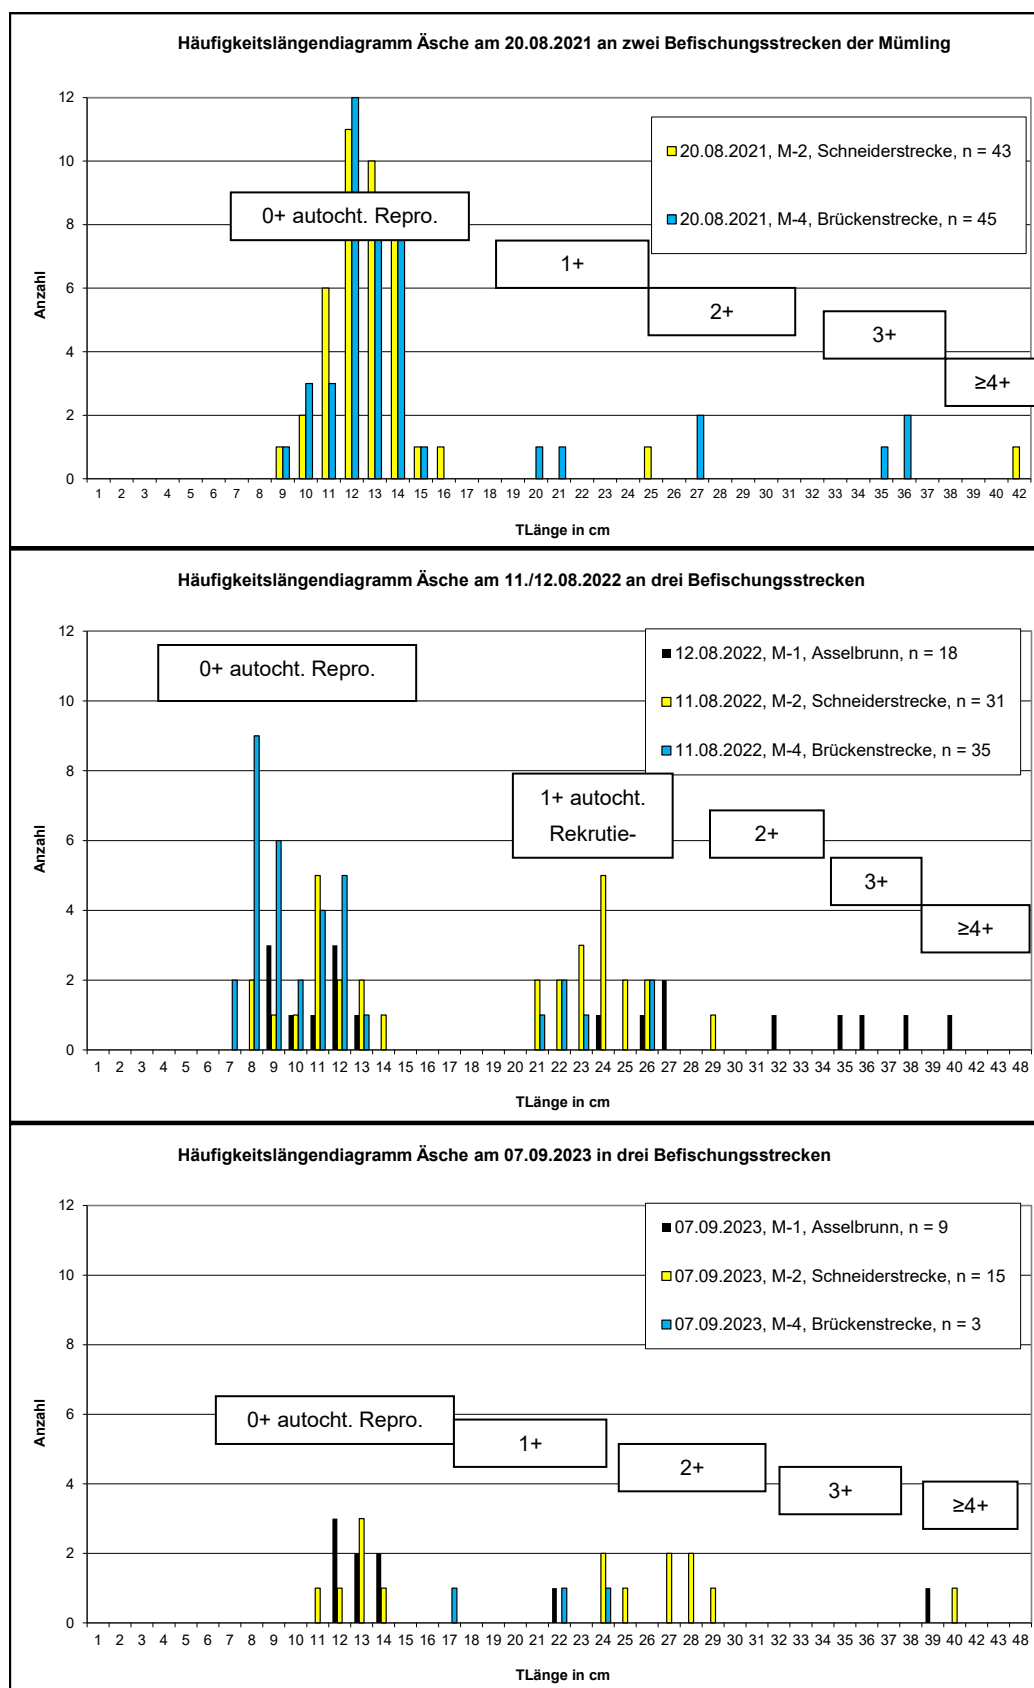 Häufigkeitslängendiagramm Äsche am 20.08.2021 an zwei Befischungsstrecken der Mümling
12
10
8
6
4
2
0
Anzahl
20.08.2021, M-2, Schneiderstrecke, n = 43
20.08.2021, M-4, Brückenstrecke, n = 45
0+ autocht. Repro.
1+
2+
3+
≥4+
1 2 3 4 5 6 7 8 9 10 11 12 13 14 15 16 17 18 19 20 21 22 23 24 25 27 28 29 30 31 32 33 34 35 36 37 38 39 40 42
TLänge in cm
Häufigkeitslängendiagramm Äsche am 11./12.08.2022 an drei Befischungsstrecken
12
10
8
6
4
2
0
Anzahl
12.08.2022, M-1, Asselbrunn, n = 18
11.08.2022, M-2, Schneiderstrecke, n = 31
11.08.2022, M-4, Brückenstrecke, n = 35
0+ autocht. Repro.
1+ autocht.
Rekrutie-
2+
3+
≥4+
1 2 3 4 5 6 7 8 9 10 11 12 13 14 15 16 17 18 19 20 21 22 23 24 25 26 27 28 29 30 31 32 33 34 35 36 37 38 39 40 44 43 48
TLänge in cm
Häufigkeitslängendiagramm Äsche am 07.09.2023 in drei Befischungsstrecken
12
10
8
6
4
2
0
Anzahl
07.09.2023, M-1, Asselbrunn, n = 9
07.09.2023, M-2, Schneiderstrecke, n = 15
07.09.2023, M-4, Brückenstrecke, n = 3
0+ autocht. Repro.
1+
2+
3+
≥4+
1 2 3 4 5 6 7 8 9 10 11 12 13 14 15 16 17 19 20 21 22 23 24 25 26 27 28 29 30 31 32 33 34 35 36 37 38 39 40 44 43 48
TLänge in cm